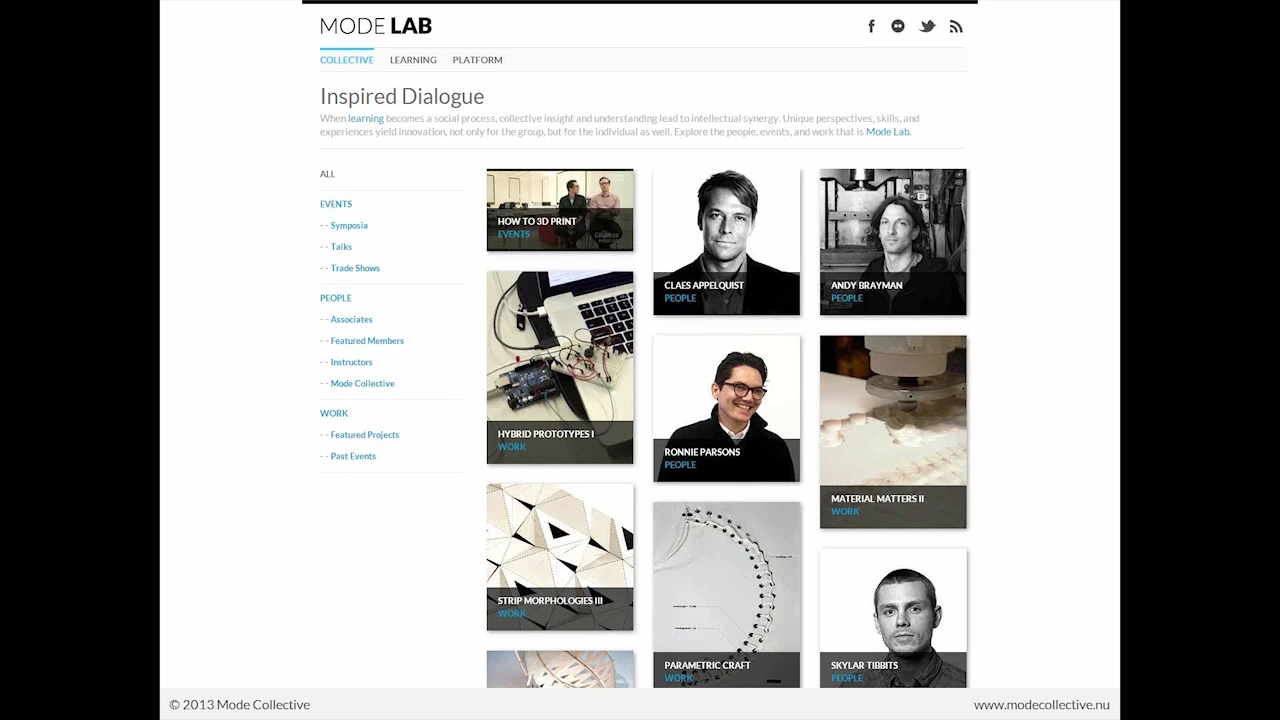 MODE LAB
COLLECTIVE LEARNING PLATFORM
Inspired Dialogue
When learning becomes a social process, collective insight and understanding lead to intellectual synergy. Unique perspectives, skills, and
experiences yield innovation, not only for the group, but for the individual as well. Explore the people, events, and work that is Mode Lab.
ALL
EVENTS
- - Symposia
- - Talks
- - Trade Shows
PEOPLE
- - Associates
- - Featured Members
- - Instructors
- - Mode Collective
WORK
- - Featured Projects
- - Past Events
HOW TO 3D PRINT
EVENTS
HYBRID PROTOTYPES I
WORK
STRIP MORPHOLOGIES III
WORK
CLAES APPELQUIST
PEOPLE
RONNIE PARSONS
PEOPLE
PARAMETRIC CRAFT
WORK
ANDY BRAYMAN
PEOPLE
MATERIAL MATTERS II
WORK
SKYLAR TIBBITS
PEOPLE
© 2013 Mode Collective
www.modecollective.nu